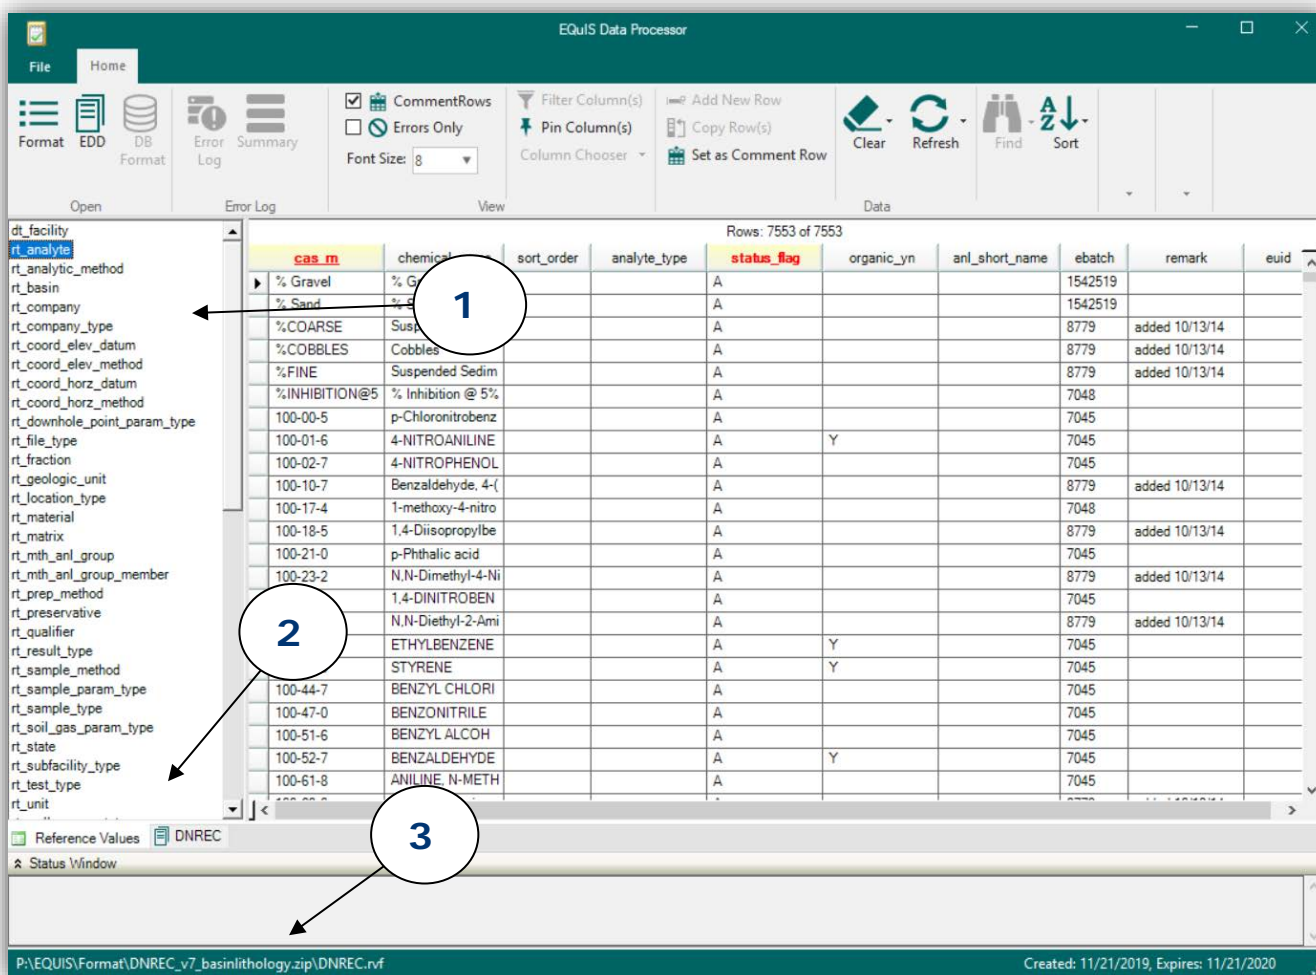 EQuIS Data Processor
File Home
Format EDD DB Format Error Log Summary
CommentRows
Errors Only
Font Size: 8
Filter Column(s)
Pin Column(s)
Column Chooser
Add New Row
Copy Row(s)
Set as Comment Row
Clear Refresh Find Sort
Open Error Log View Data
dt_facility
rt_analyte
rt_analytic_method
rt_basin
rt_company
rt_company_type
rt_coord_elev_datum
rt_coord_elev_method
rt_coord_horz_datum
rt_coord_horz_method
rt_downhole_point_param_type
rt_file_type
rt_fraction
rt_geologic_unit
rt_location_type
rt_material
rt_matrix
rt_mth_anl_group
rt_mth_anl_group_member
rt_prep_method
rt_preservative
rt_qualifier
rt_result_type
rt_sample_method
rt_sample_param_type
rt_sample_type
rt_soil_gas_param_type
rt_state
rt_subfacility_type
rt_test_type
rt_unit
Rows: 7553 of 7553
cas_rn sort_order analyte_type status_flag organic_yn anl_short_name ebatch remark euid
% Gravel A 1542519
% Sand A 1542519
%COARSE A 8779 added 10/13/14
%COBBLES Cobbles A 8779 added 10/13/14
%FINE Suspended Sedim A 8779 added 10/13/14
%INHIBITION@5 % Inhibition @ 5% A 7048
100-00-5 p-Chloronitrobenz A 7045
100-01-6 4-NITROANILINE A Y 7045
100-02-7 4-NITROPHENOL A 7045
100-10-7 Benzaldehyde, 4-( A 8779 added 10/13/14
100-17-4 1-methoxy-4-nitro A 7048
100-18-5 1,4-Diisopropylbe A 8779 added 10/13/14
100-21-0 p-Phthalic acid A 7045
100-23-2 N,N-Dimethyl-4-Ni A 8779 added 10/13/14
1,4-DINITROBEN A 7045
N,N-Diethyl-2-Ami A 8779 added 10/13/14
ETHYLBENZENE A Y 7045
STYRENE A Y 7045
100-44-7 BENZYL CHLORI A 7045
100-47-0 BENZONITRILE A 7045
100-51-6 BENZYL ALCOH A 7045
100-52-7 BENZALDEHYDE A Y 7045
100-61-8 ANILINE, N-METH A 7045
1
2
3
Reference Values DNREC
Status Window
P:\EQUIS\Format\DNREC_v7_basinlithology.zip\DNREC.rvf Created: 11/21/2019, Expires: 11/21/2020